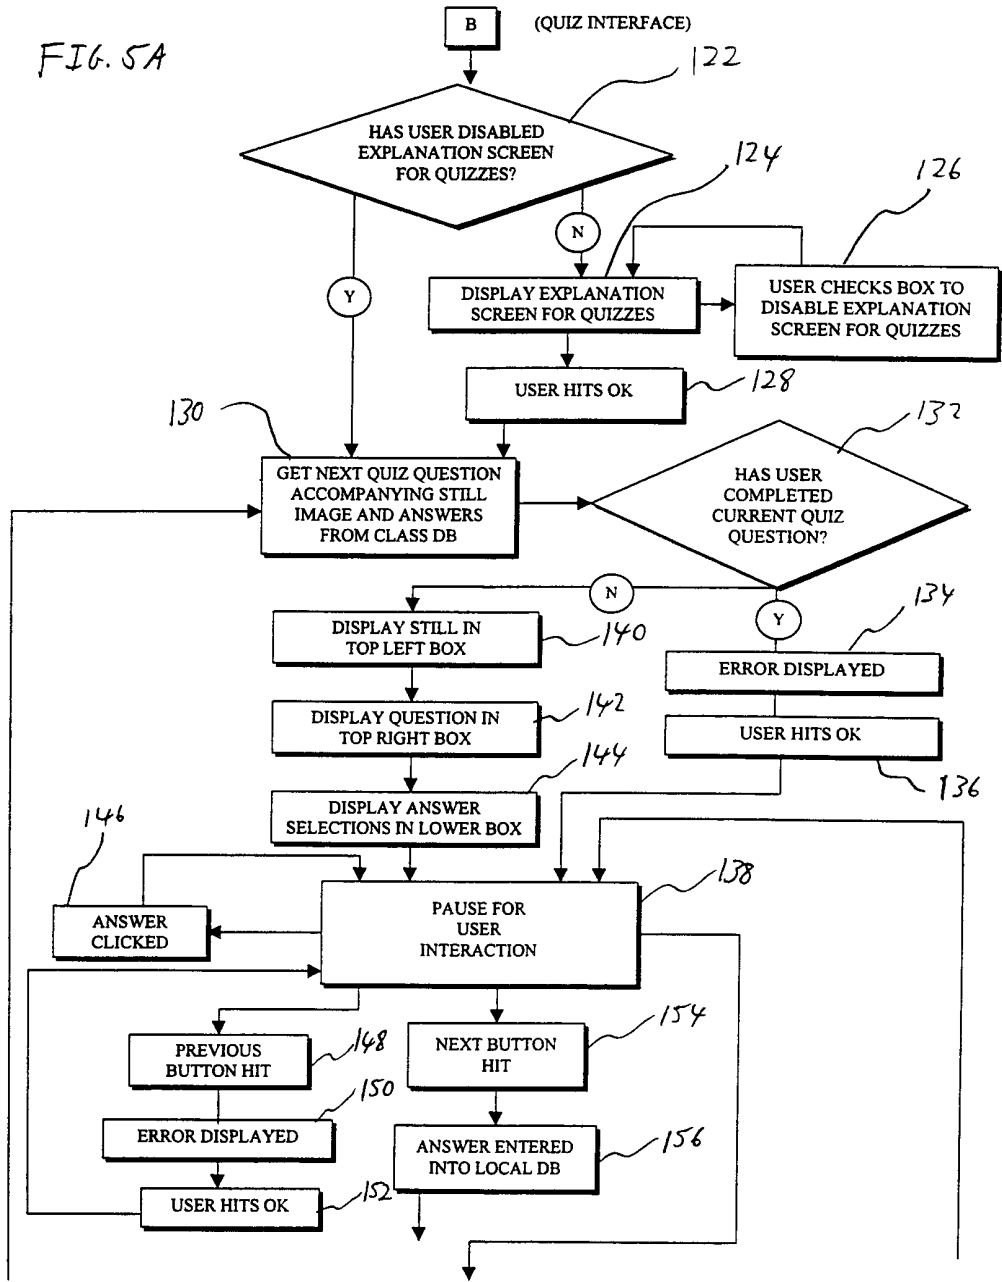 B
(QUIZ INTERFACE)
FIG. 5A
122
HAS USER DISABLED
EXPLANATION SCREEN
FOR QUIZZES?
124
126
N
Y
DISPLAY EXPLANATION
SCREEN FOR QUIZZES
USER CHECKS BOX TO
DISABLE EXPLANATION
SCREEN FOR QUIZZES
USER HITS OK
128
130
132
GET NEXT QUIZ QUESTION
ACCOMPANYING STILL
IMAGE AND ANSWERS
FROM CLASS DB
HAS USER
COMPLETED
CURRENT QUIZ
QUESTION?
N
Y
134
DISPLAY STILL IN
TOP LEFT BOX
140
ERROR DISPLAYED
DISPLAY QUESTION IN
TOP RIGHT BOX
142
USER HITS OK
136
144
DISPLAY ANSWER
SELECTIONS IN LOWER BOX
146
138
ANSWER
CLICKED
PAUSE FOR
USER
INTERACTION
PREVIOUS
BUTTON HIT
148
NEXT BUTTON
HIT
154
150
ERROR DISPLAYED
ANSWER ENTERED
INTO LOCAL DB
156
USER HITS OK
152